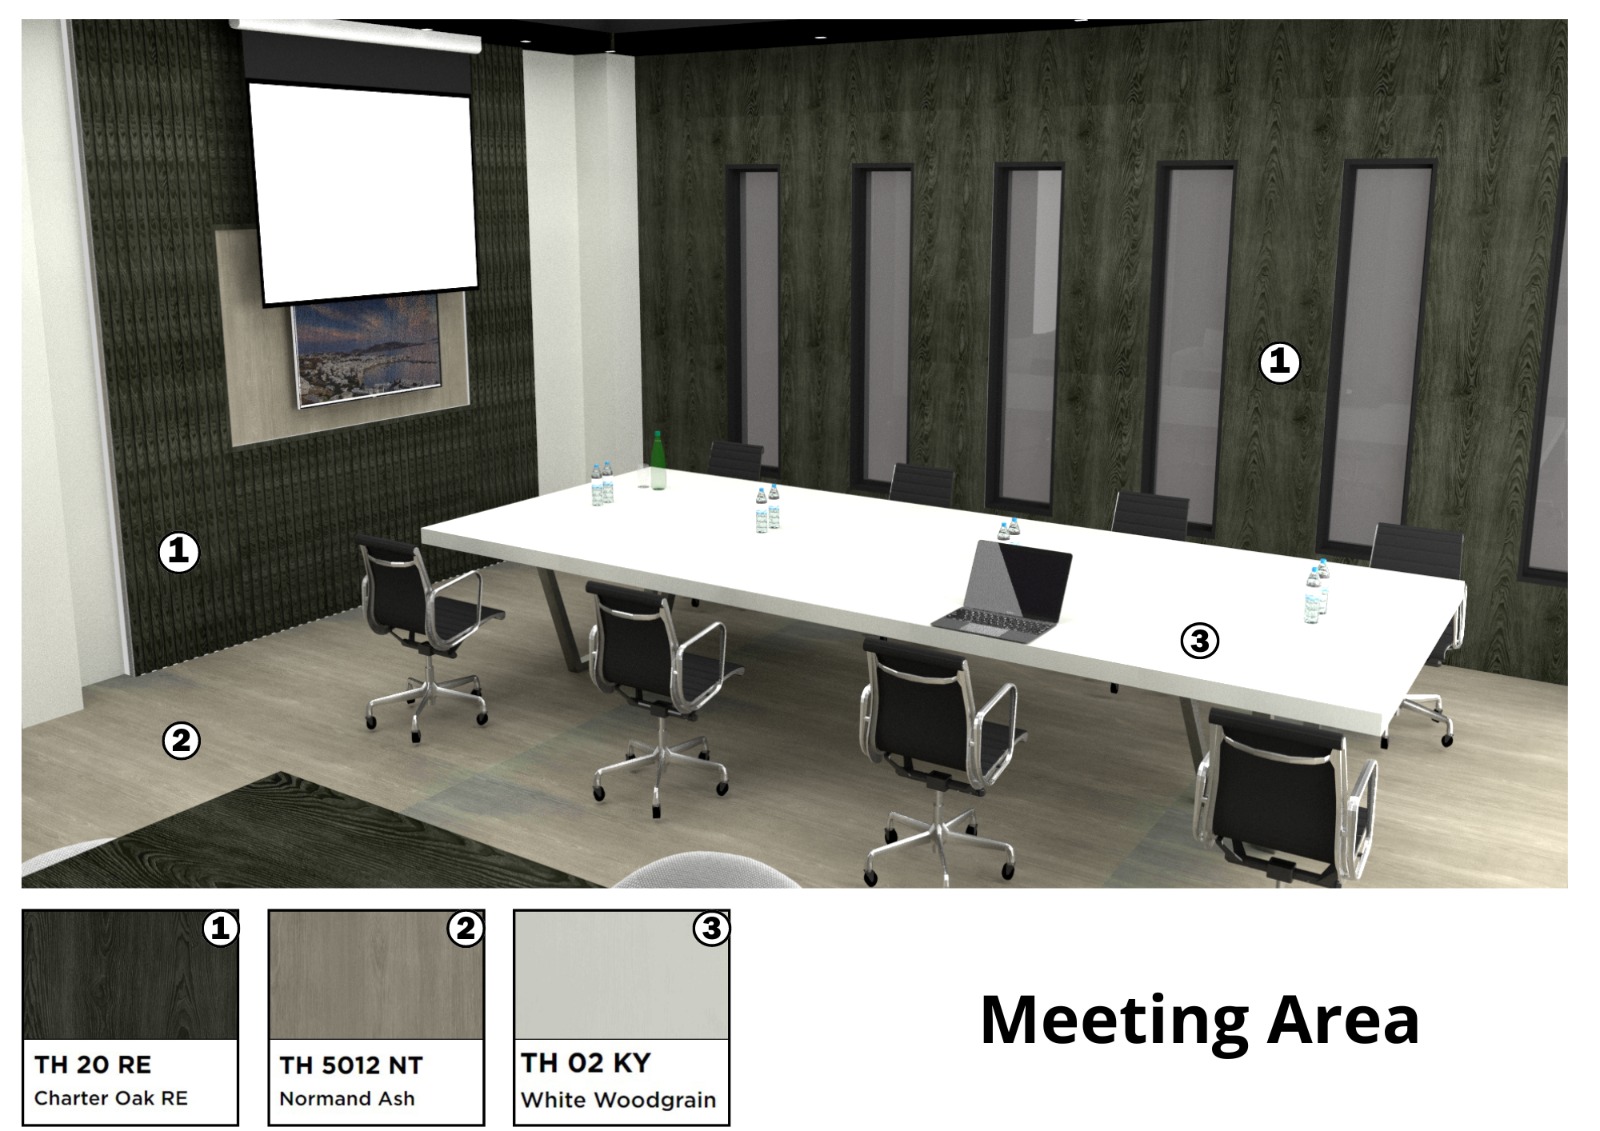 1
1
3
2
1
2
3
TH 20 RE
Charter Oak RE
TH 5012 NT
Normand Ash
TH 02 KY
White Woodgrain
Meeting Area